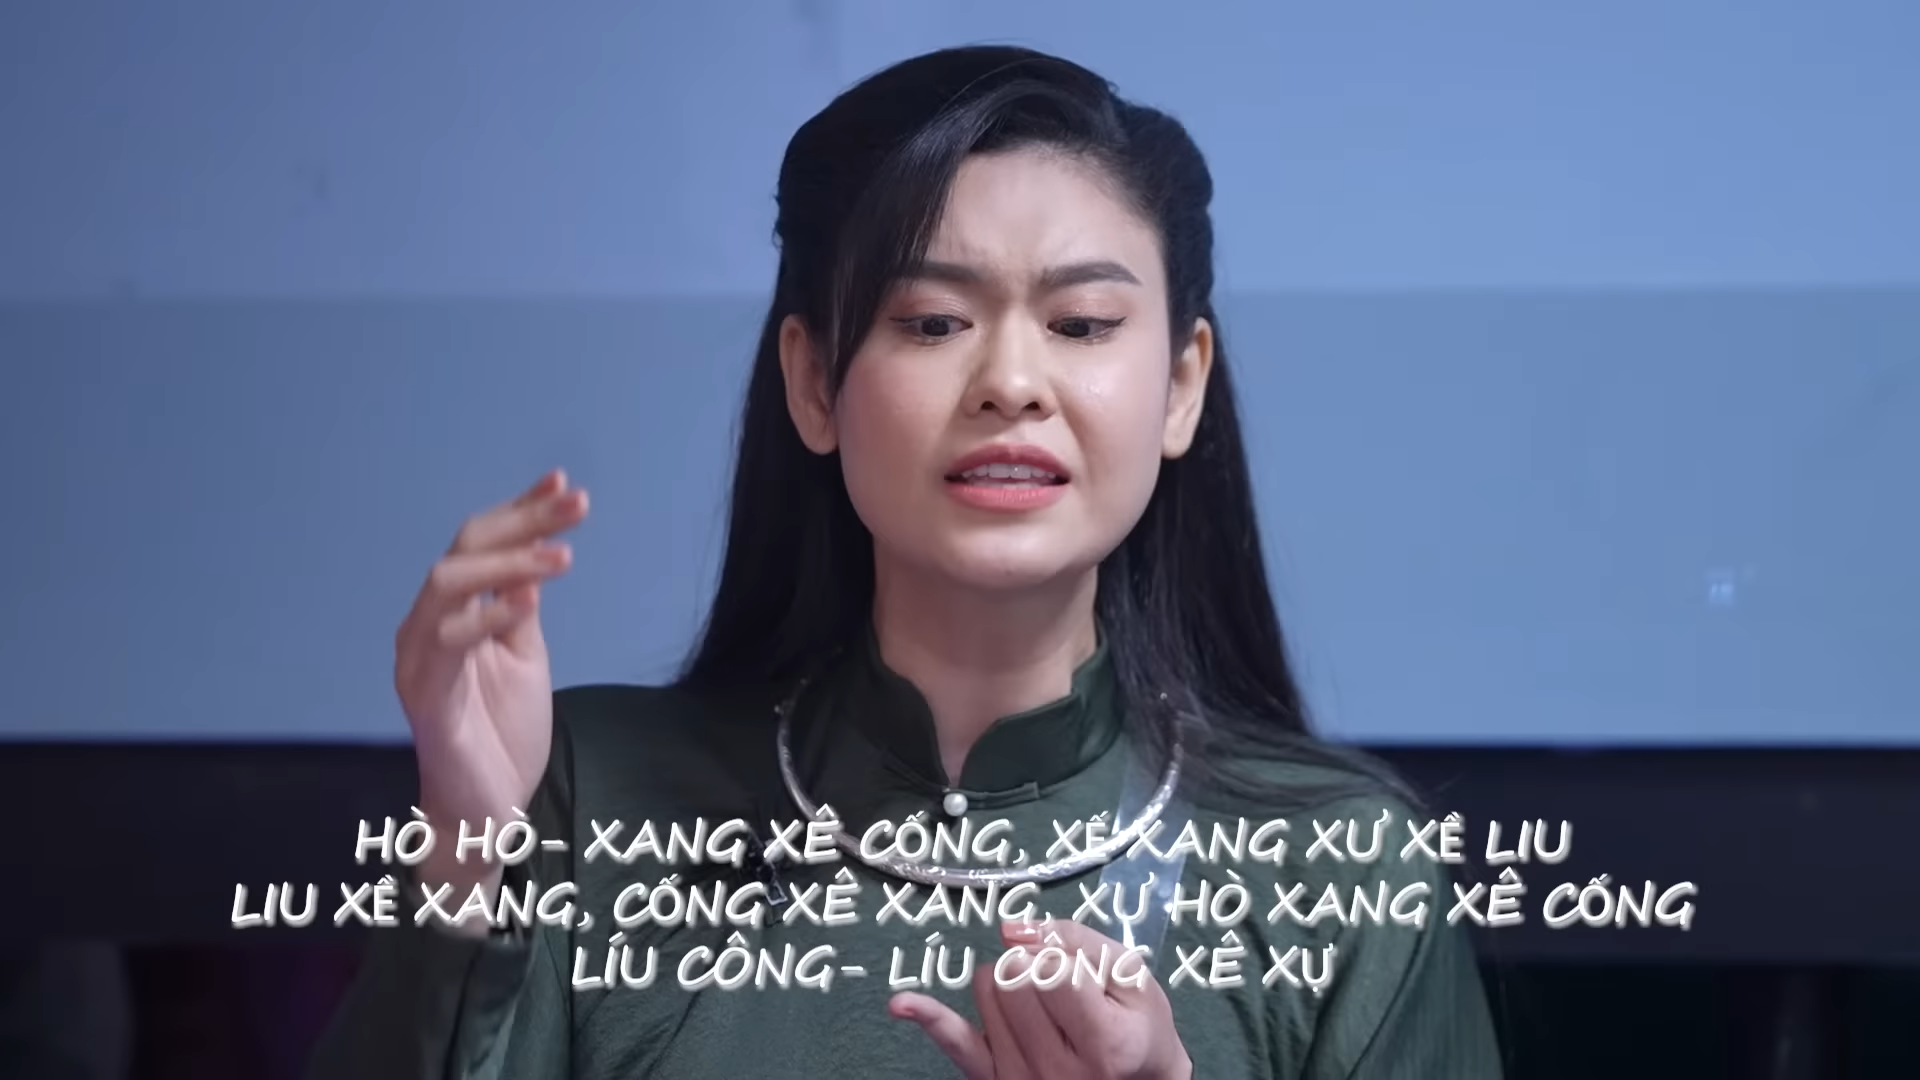 HÒ HÒ- XANG XÊ CỐNG, XẾ XANG XƯ XỀ LIU
LIU XỀ XANG, CỐNG XÊ XANG, XỰ HÒ XANG XÊ CỐNG
LÍU CÔNG- LÍU CÔNG XÊ XỰ